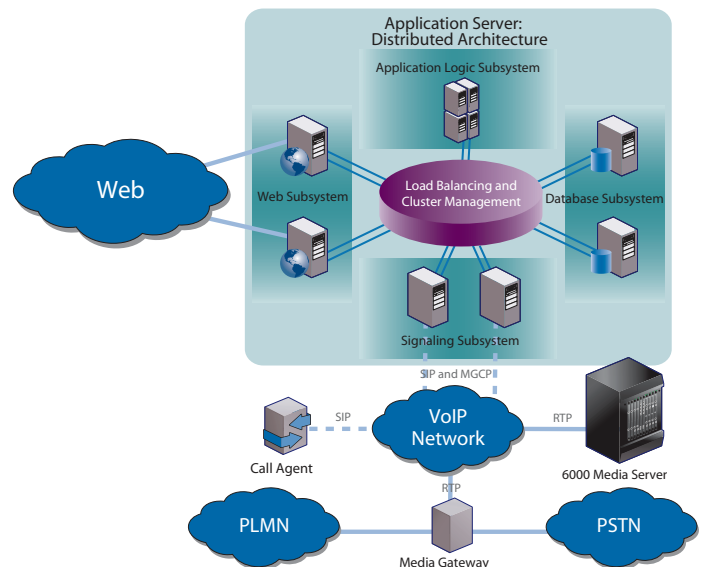 Application Server:
Distributed Architecture
Application Logic Subsystem
Web
Web Subsystem
Load Balancing and
Cluster Management
Database Subsystem
Signaling Subsystem
SIP and MGCP
SIP
VoIP
Network
RTP
Call Agent
6000 Media Server
RTP
PLMN
PSTN
Media Gateway